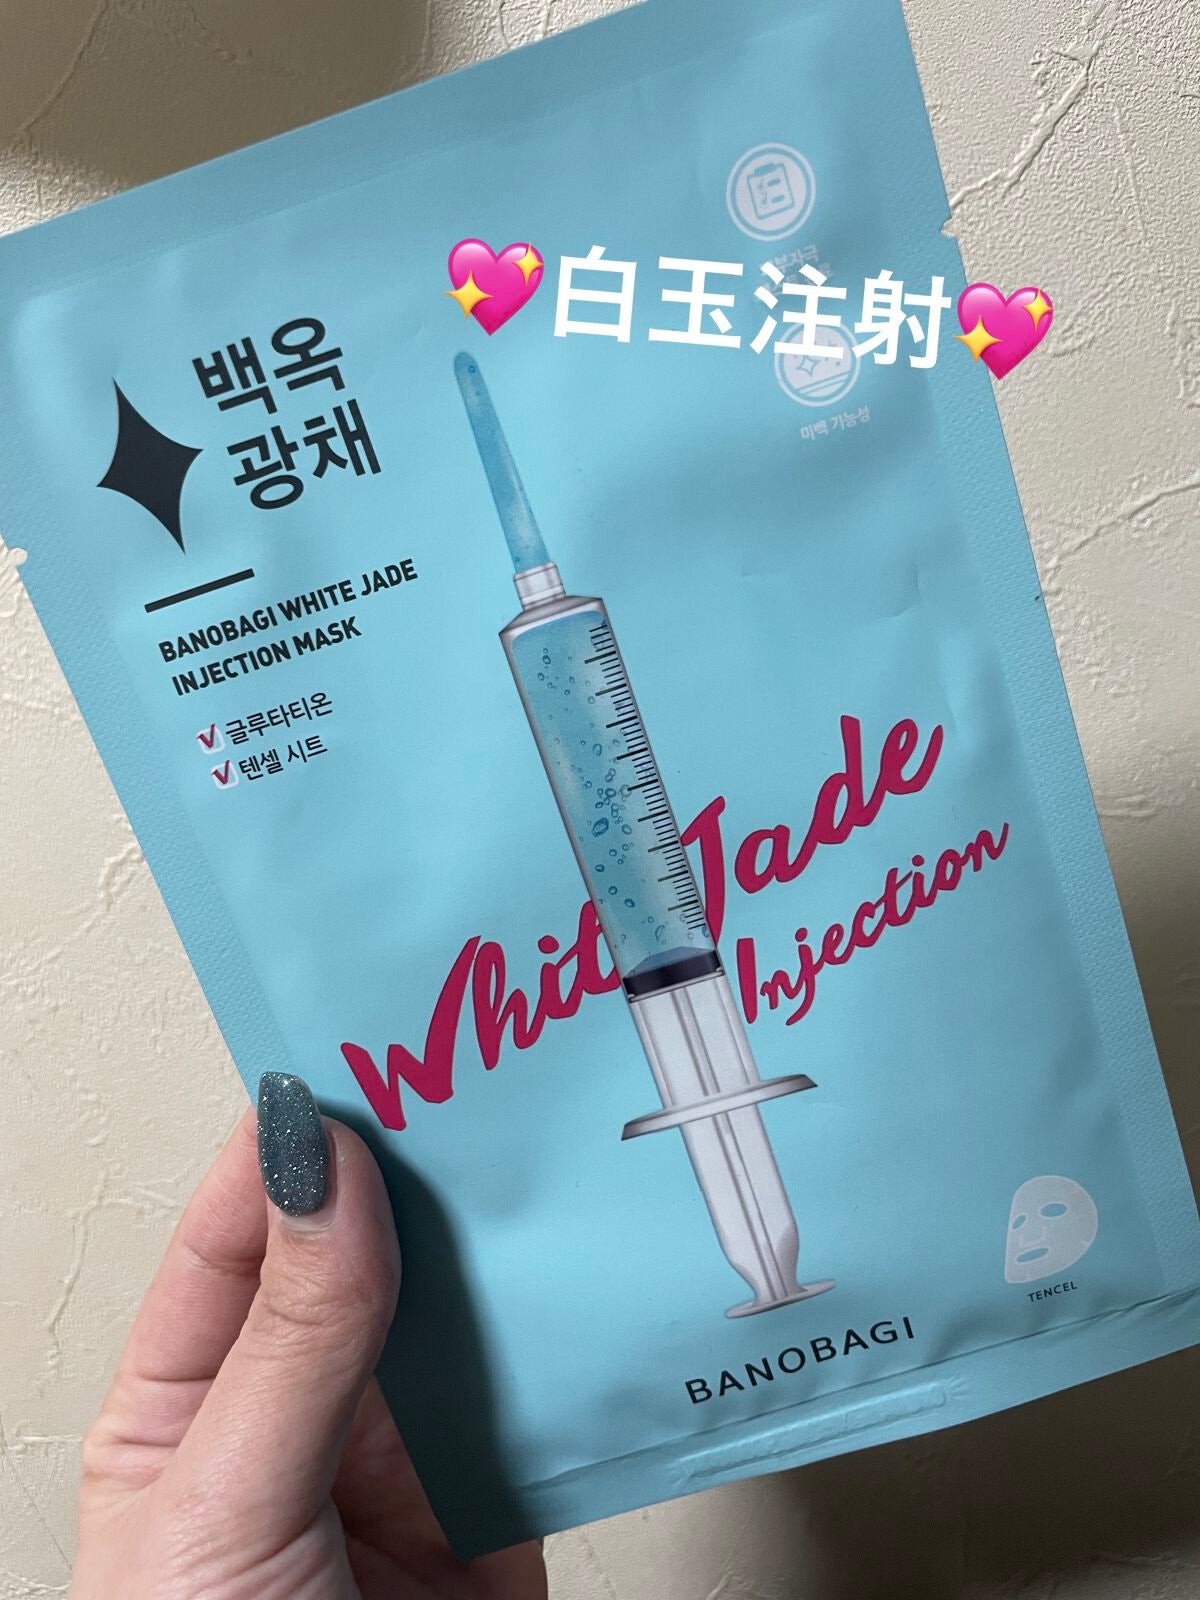 💖白玉注射💖
미백 기능성
백옥
광채
BANOBAGI WHITE JADE
INJECTION MASK
글루타티온
텐셀 시트
White Jade
Injection
TENCEL
BANOBAGI